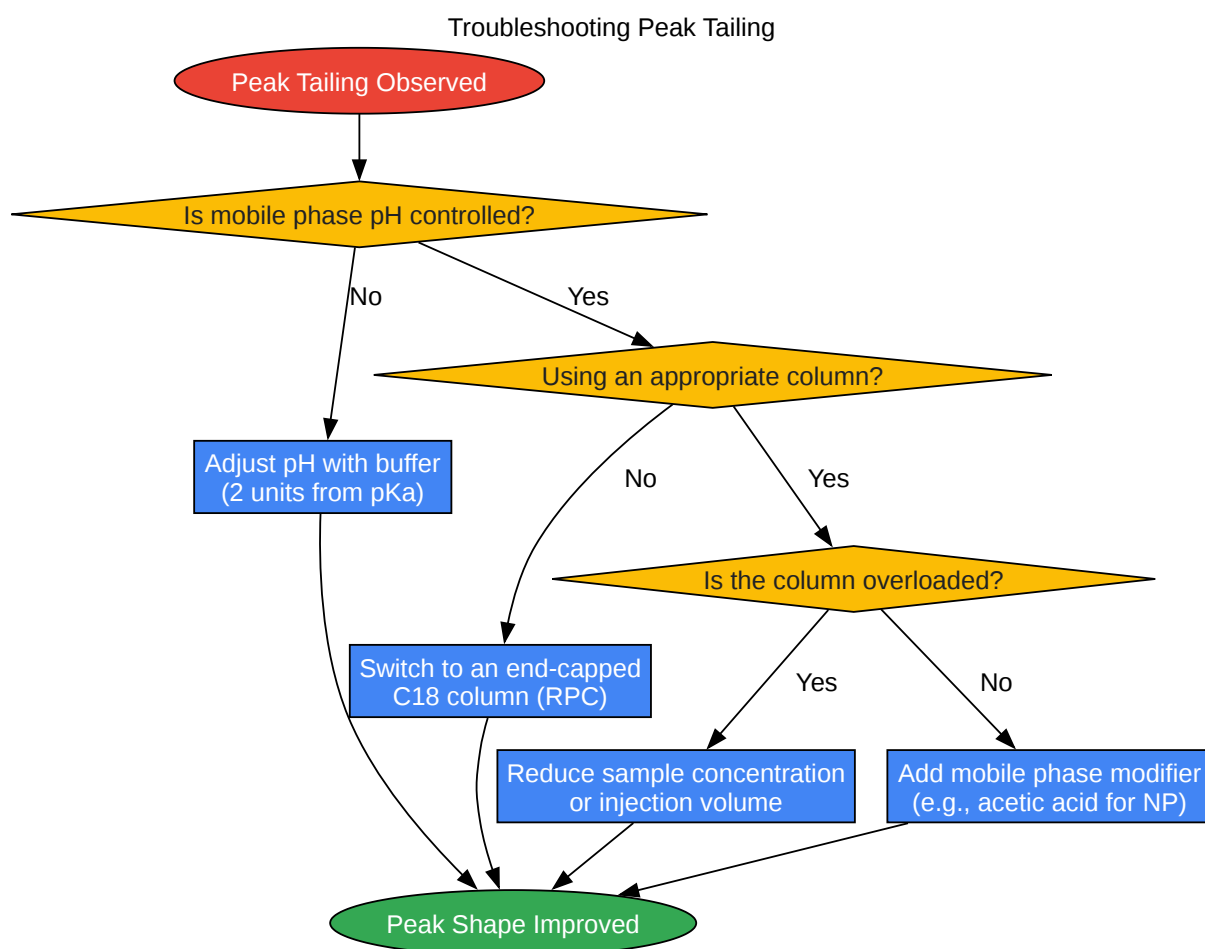 Troubleshooting Peak Tailing
Peak Tailing Observed
Is mobile phase pH controlled?
No
Yes
Using an appropriate column?
Adjust pH with buffer
(2 units from pKa)
No
Yes
Is the column overloaded?
Switch to an end-capped
C18 column (RPC)
Yes
No
Reduce sample concentration
or injection volume
Add mobile phase modifier
(e.g., acetic acid for NP)
Peak Shape Improved